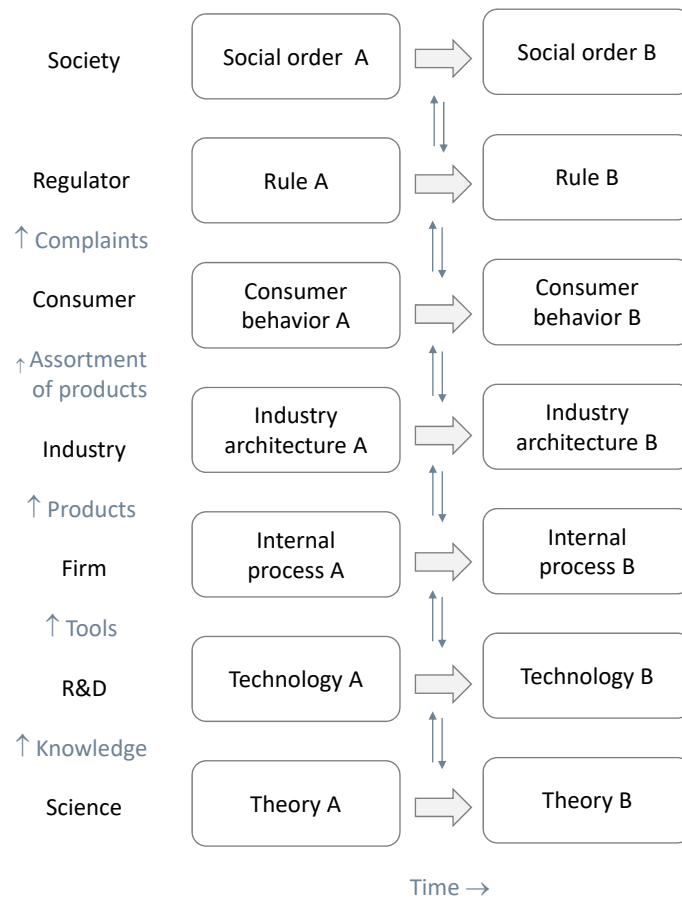 Society
Social order A
Social order B
Regulator
Rule A
Rule B
↑ Complaints
Consumer
Consumer
behavior A
Consumer
behavior B
↑ Assortment
of products
Industry
Industry
architecture A
Industry
architecture B
↑ Products
Firm
Internal
process A
Internal
process B
↑ Tools
R&D
Technology A
Technology B
↑ Knowledge
Science
Theory A
Theory B
Time →